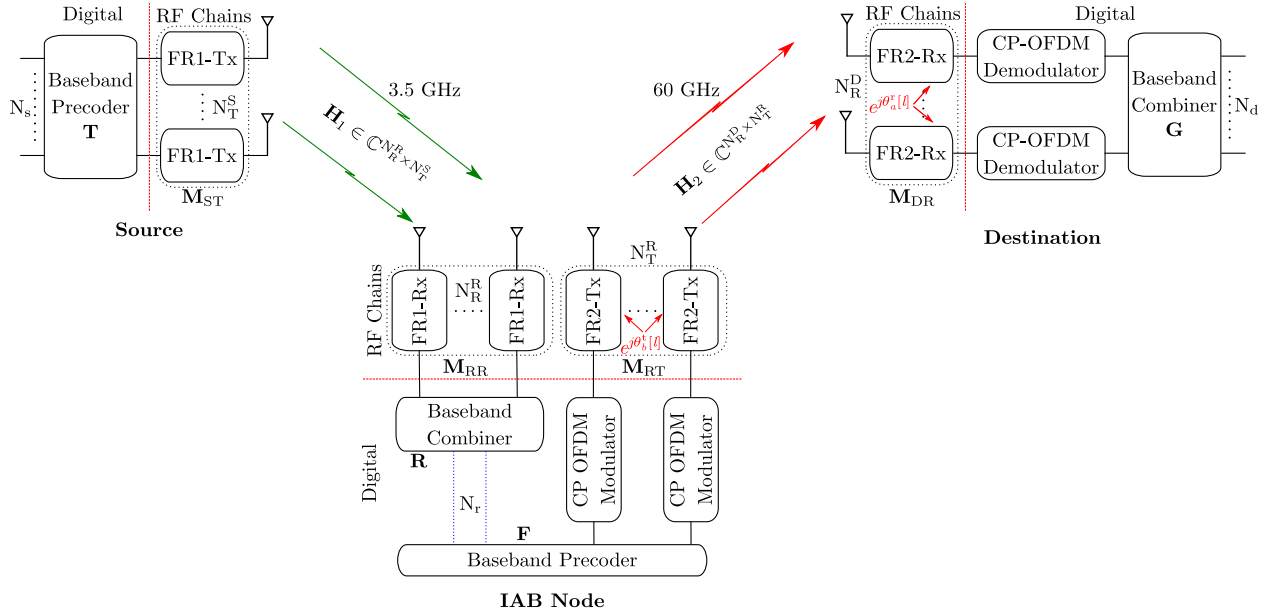 Digital
RF Chains
FR1-Tx
Baseband
Precoder
T
N_s
N_T^S
FR1-Tx
M_ST
Source
3.5 GHz
H_1 ∈ ℂ^{N_R^R×N_T^S}
60 GHz
H_2 ∈ ℂ^{N_R^D×N_T^R}
RF Chains
Digital
FR2-Rx
CP-OFDM
Demodulator
N_R^D
e^{jθ_a^r[l]}
Baseband
Combiner
G
N_d
FR2-Rx
CP-OFDM
Demodulator
M_DR
Destination
RF Chains
FR1-Rx
N_R^R
FR1-Rx
FR2-Tx
N_T^R
FR2-Tx
e^{jθ_b^t[l]}
M_RR
M_RT
Digital
Baseband
Combiner
R
CP OFDM
Modulator
CP OFDM
Modulator
N_r
F
Baseband Precoder
IAB Node